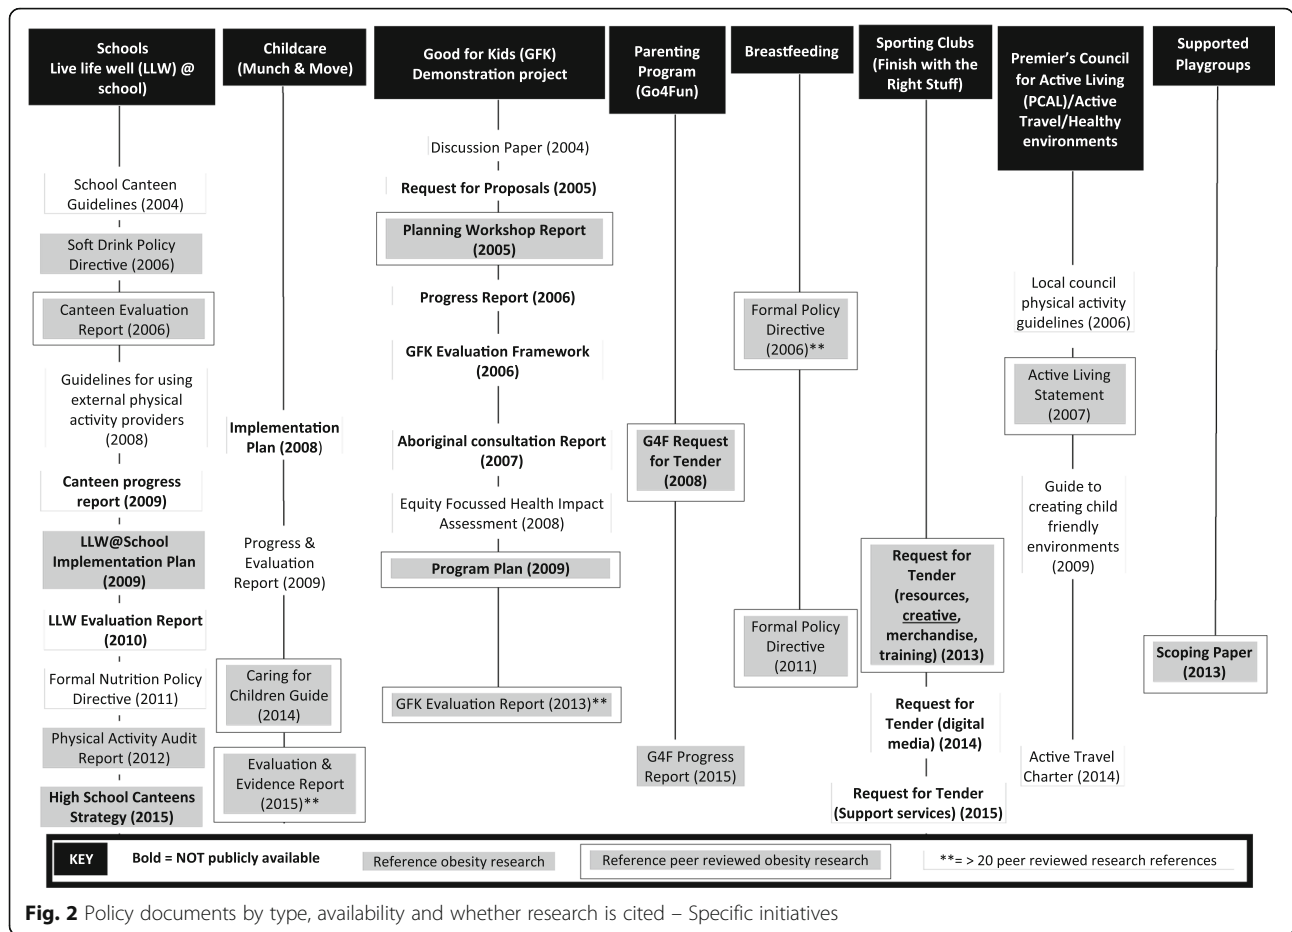 Schools
Live life well (LLW) @
school)
School Canteen
Guidelines (2004)
Soft Drink Policy
Directive (2006)
Canteen Evaluation
Report (2006)
Guidelines for using
external physical
activity providers
(2008)
Canteen progress
report (2009)
LLW@School
Implementation Plan
(2009)
LLW Evaluation Report
(2010)
Formal Nutrition Policy
Directive (2011)
Physical Activity Audit
Report (2012)
High School Canteens
Strategy (2015)
Childcare
(Munch & Move)
Implementation
Plan (2008)
Progress &
Evaluation
Report (2009)
Caring for
Children Guide
(2014)
Evaluation &
Evidence Report
(2015)**
Good for Kids (GFK)
Demonstration project
Discussion Paper (2004)
Request for Proposals (2005)
Planning Workshop Report
(2005)
Progress Report (2006)
GFK Evaluation Framework
(2006)
Aboriginal consultation Report
(2007)
Equity Focussed Health Impact
Assessment (2008)
Program Plan (2009)
GFK Evaluation Report (2013)**
Parenting
Program
(Go4Fun)
G4F Request
for Tender
(2008)
G4F Progress
Report (2015)
Breastfeeding
Formal Policy
Directive
(2006)**
Formal Policy
Directive
(2011)
Sporting Clubs
(Finish with the
Right Stuff)
Request for
Tender
(resources,
creative,
merchandise,
training) (2013)
Request for
Tender (digital
media) (2014)
Request for Tender
(Support services) (2015)
Premier's Council
for Active Living
(PCAL)/Active
Travel/Healthy
environments
Local council
physical activity
guidelines (2006)
Active Living
Statement
(2007)
Guide to
creating child
friendly
environments
(2009)
Active Travel
Charter (2014)
Supported
Playgroups
Scoping Paper
(2013)
KEY
Bold = NOT publicly available
Reference obesity research
Reference peer reviewed obesity research
**= > 20 peer reviewed research references
Fig. 2 Policy documents by type, availability and whether research is cited – Specific initiatives